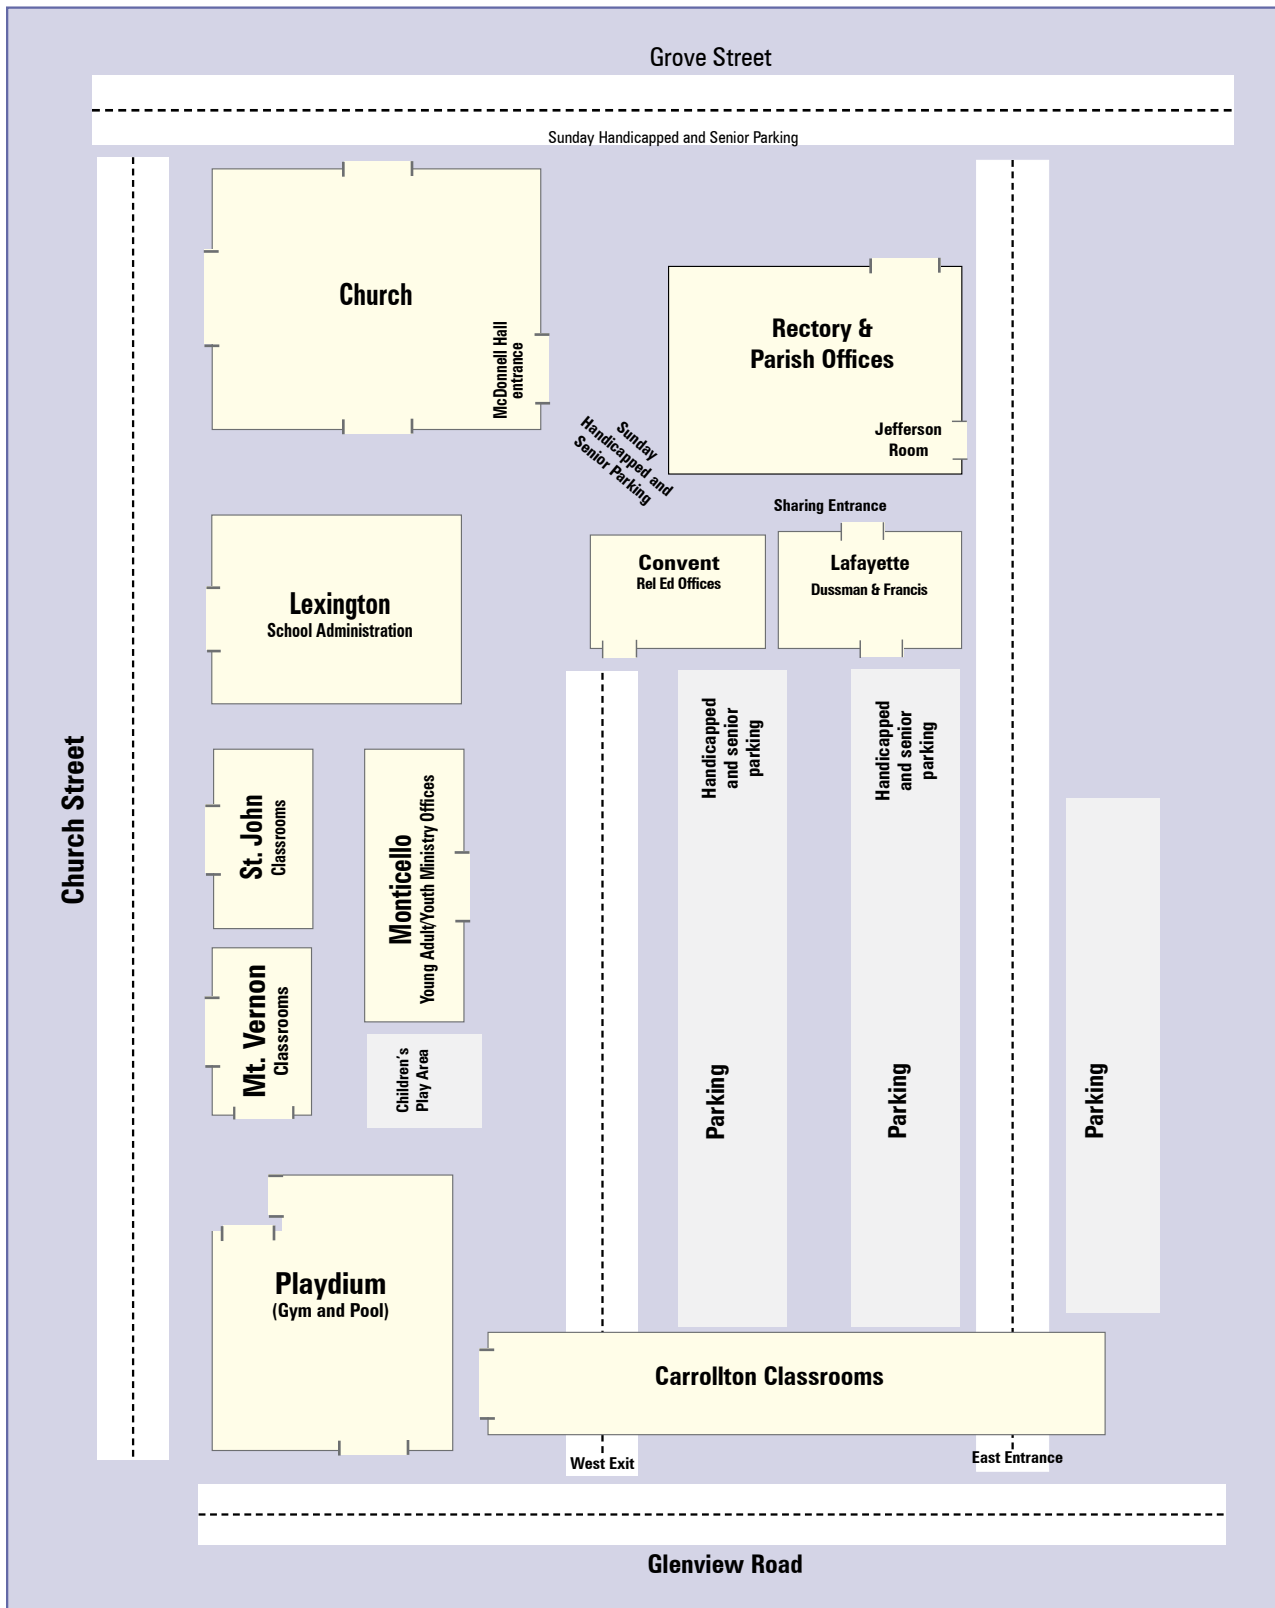 Grove Street
Sunday Handicapped and Senior Parking
Church
McDonnell Hall
entrance
Rectory &
Parish Offices
Jefferson
Room
Sunday
Handicapped and
Senior Parking
Sharing Entrance
Convent
Rel Ed Offices
Lafayette
Dussman & Francis
Lexington
School Administration
Church Street
St. John
Classrooms
Monticello
Young Adult/Youth Ministry Offices
Handicapped
and senior
parking
Handicapped
and senior
parking
Mt. Vernon
Classrooms
Children's
Play Area
Parking
Parking
Parking
Playdium
(Gym and Pool)
Carrollton Classrooms
West Exit
East Entrance
Glenview Road